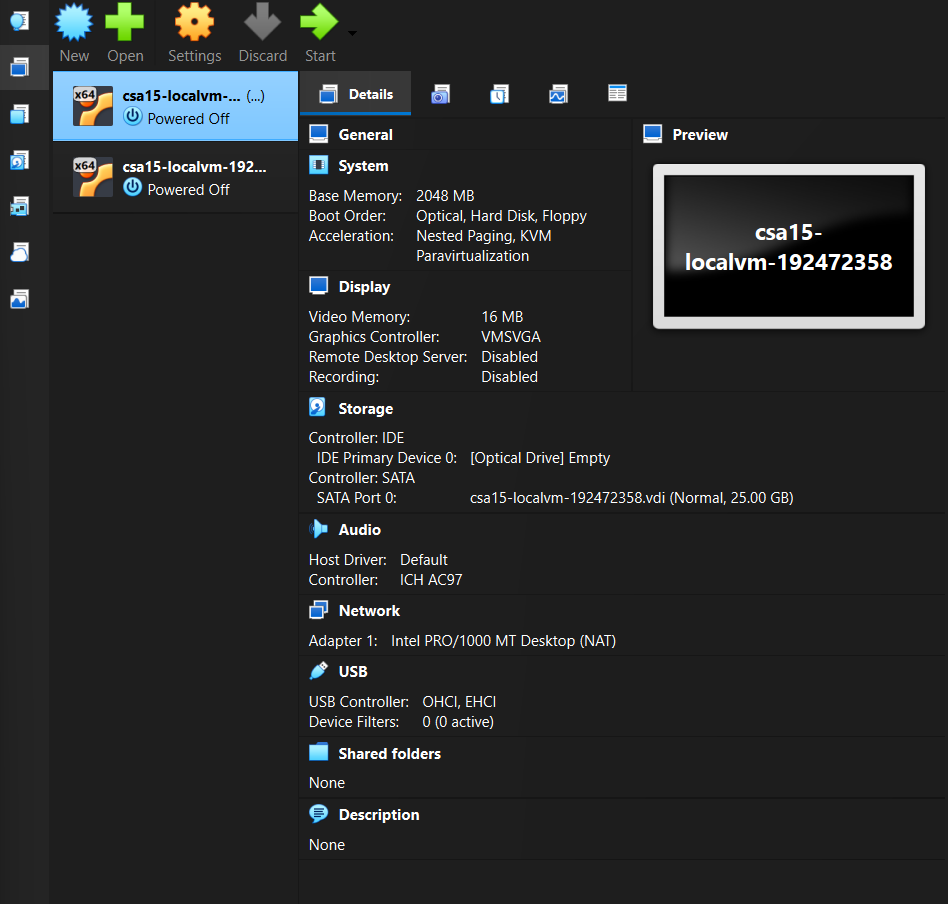 New Open Settings Discard Start
x64 csa15-localvm-... (...)
Powered Off
x64 csa15-localvm-192...
Powered Off
Details
General
System
Base Memory: 2048 MB
Boot Order: Optical, Hard Disk, Floppy
Acceleration: Nested Paging, KVM
Paravirtualization
Display
Video Memory: 16 MB
Graphics Controller: VMSVGA
Remote Desktop Server: Disabled
Recording: Disabled
Preview
csa15-
localvm-192472358
Storage
Controller: IDE
IDE Primary Device 0: [Optical Drive] Empty
Controller: SATA
SATA Port 0: csa15-localvm-192472358.vdi (Normal, 25.00 GB)
Audio
Host Driver: Default
Controller: ICH AC97
Network
Adapter 1: Intel PRO/1000 MT Desktop (NAT)
USB
USB Controller: OHCI, EHCI
Device Filters: 0 (0 active)
Shared folders
None
Description
None